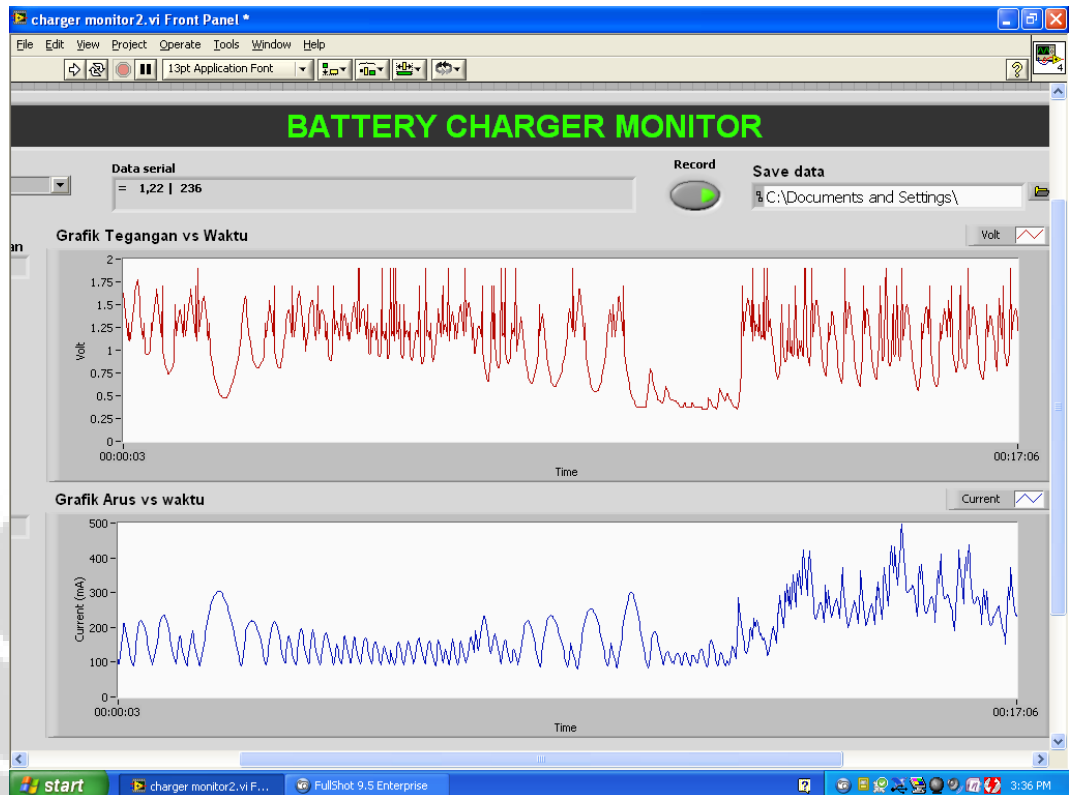 charger monitor2.vi Front Panel *
File Edit View Project Operate Tools Window Help
13pt Application Font
4
BATTERY CHARGER MONITOR
Data serial
= 1,22 | 236
Record
Save data
C:\Documents and Settings\
an
Grafik Tegangan vs Waktu
Volt
2
1.75
1.5
1.25
1
0.75
0.5
0.25
0
Volt
00:00:03
00:17:06
Time
Grafik Arus vs waktu
Current
500
400
300
200
100
0
Current (mA)
00:00:03
00:17:06
Time
start
charger monitor2.vi F...
FullShot 9.5 Enterprise
3:36 PM